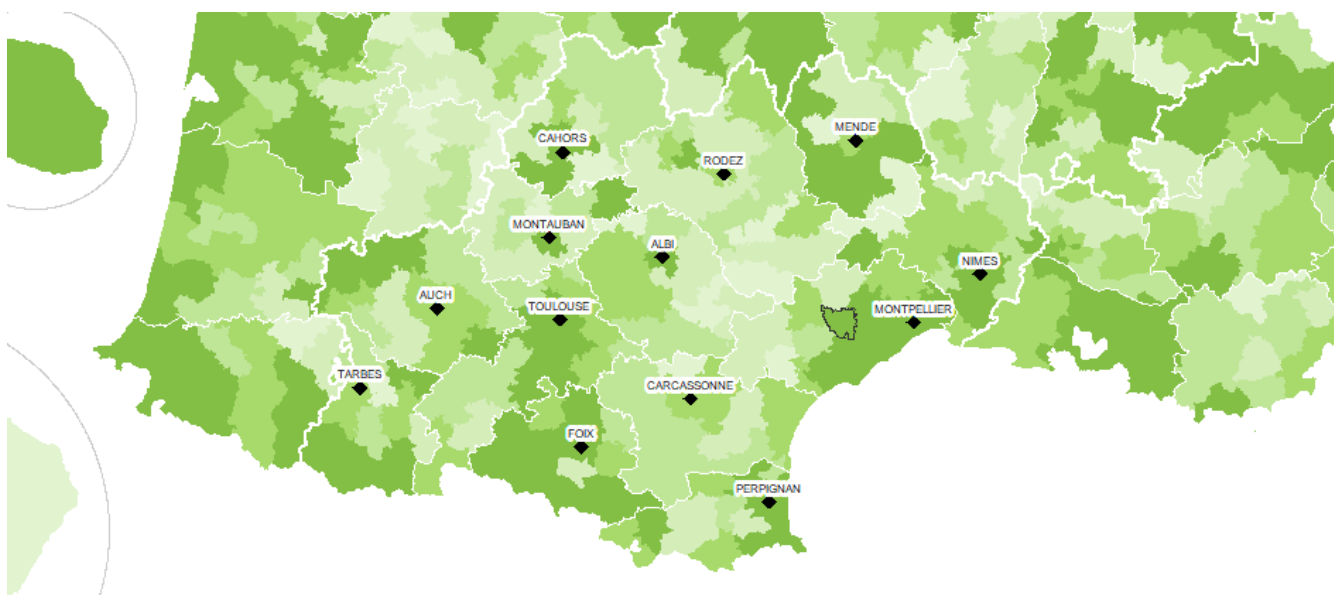 MENDE
CAHORS
RODEZ
MONTAUBAN
ALBI
NIMES
AUCH
TOULOUSE
MONTPELLIER
TARBES
CARCASSONNE
FOIX
PERPIGNAN